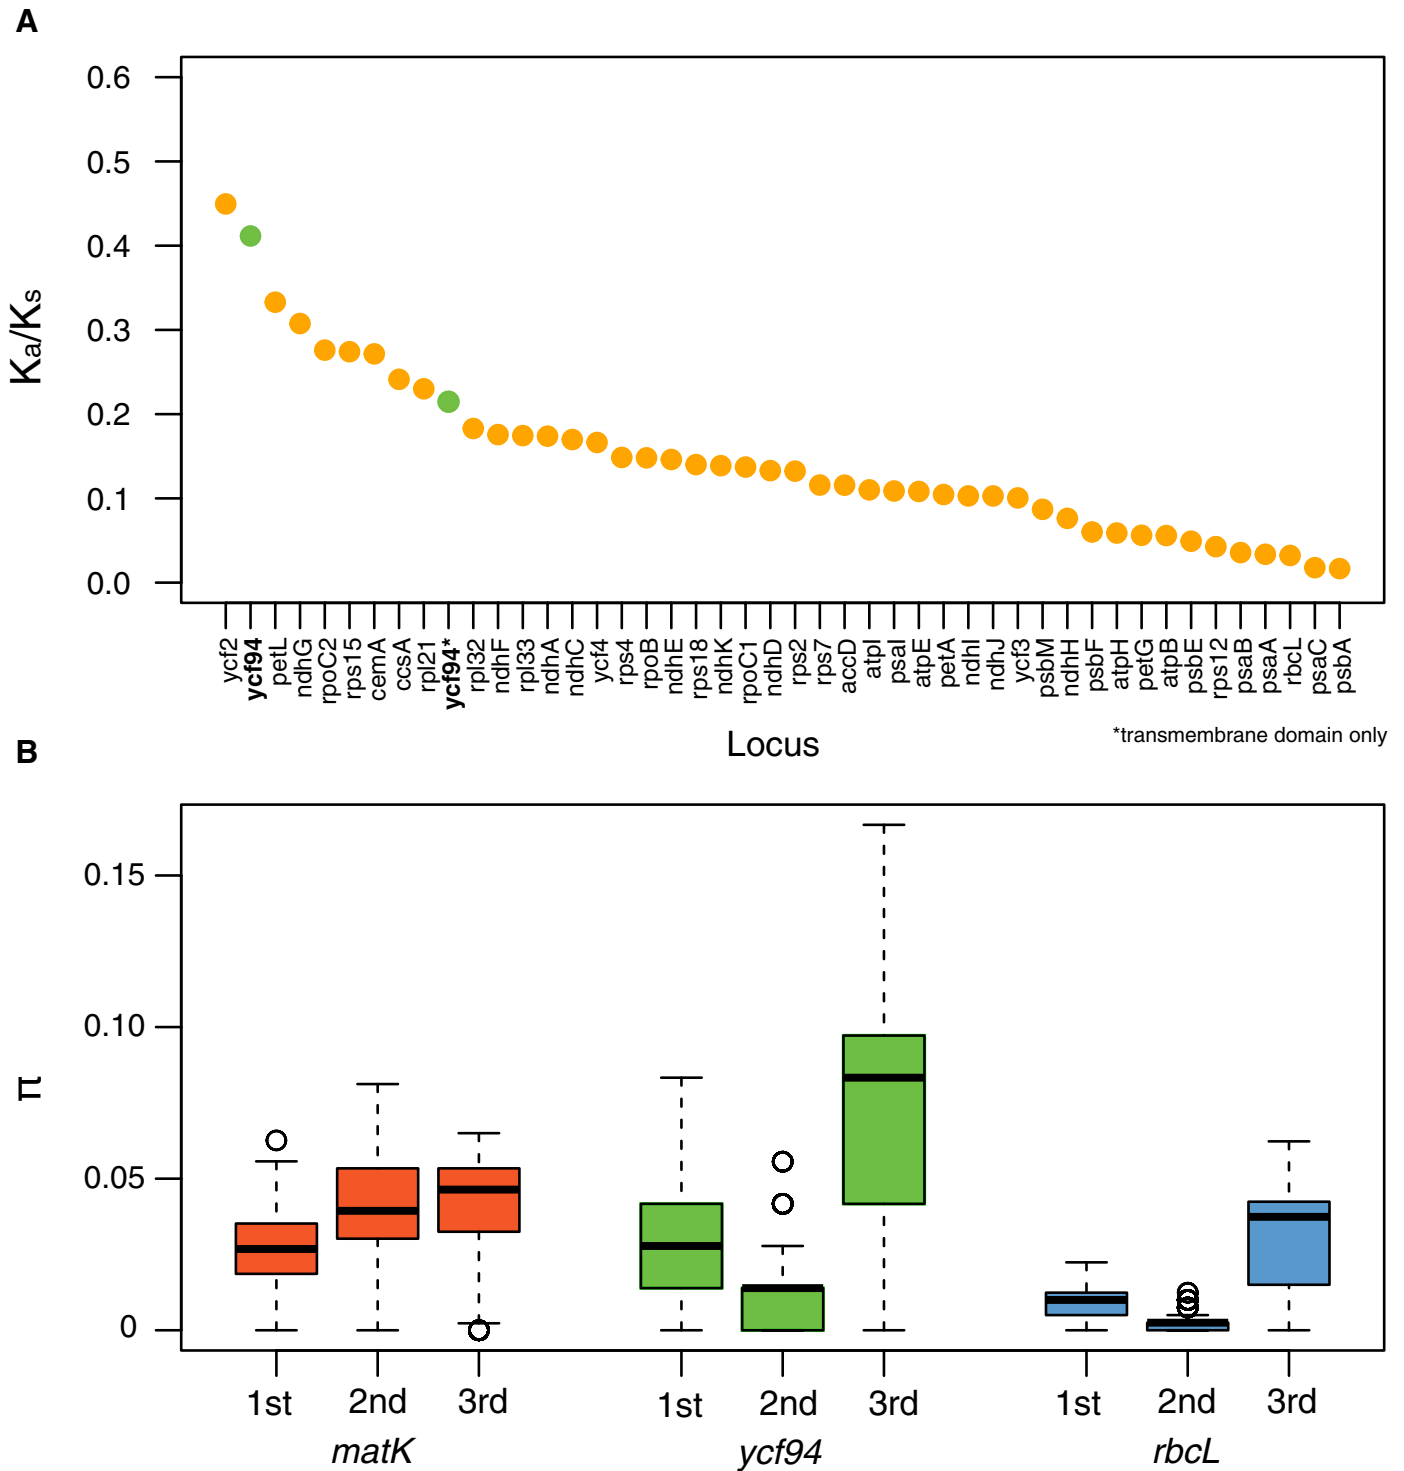 A
0.6
0.5
0.4
0.3
0.2
0.1
0.0
Ka/Ks
ycf2 ycf94 petL ndhG rpoC2 rps15 cemA ccsA rpl21 ycf94* rpl32 ndhF rpl33 ndhA ndhC ycf4 rps4 rpoB ndhE rps18 ndhK rpoC1 ndhD rps2 rps7 accD atpI psaI atpE petA ndhI ndhJ ycf3 psbM ndhH psbF atpH petG atpB psbE rps12 psaB psaA rbcL psaC psbA
Locus
*transmembrane domain only
B
0.15
0.10
0.05
0
π
1st 2nd 3rd 1st 2nd 3rd 1st 2nd 3rd
matK ycf94 rbcL